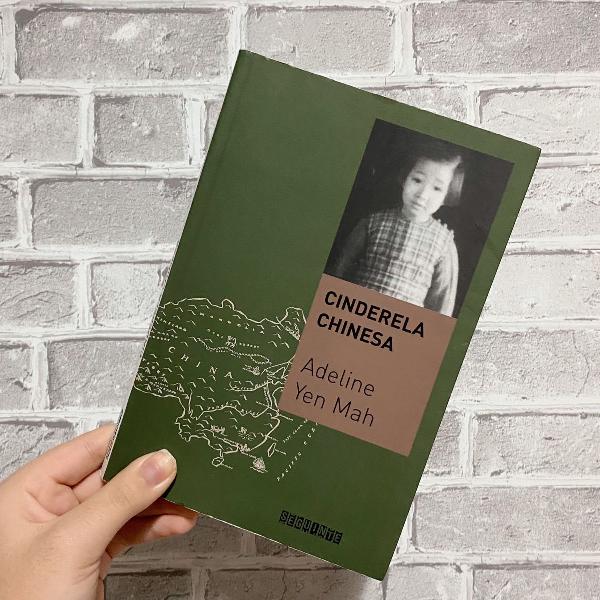 CINDERELA
CHINESA
Adeline
Yen Mah
CHINA
SEGUINTE